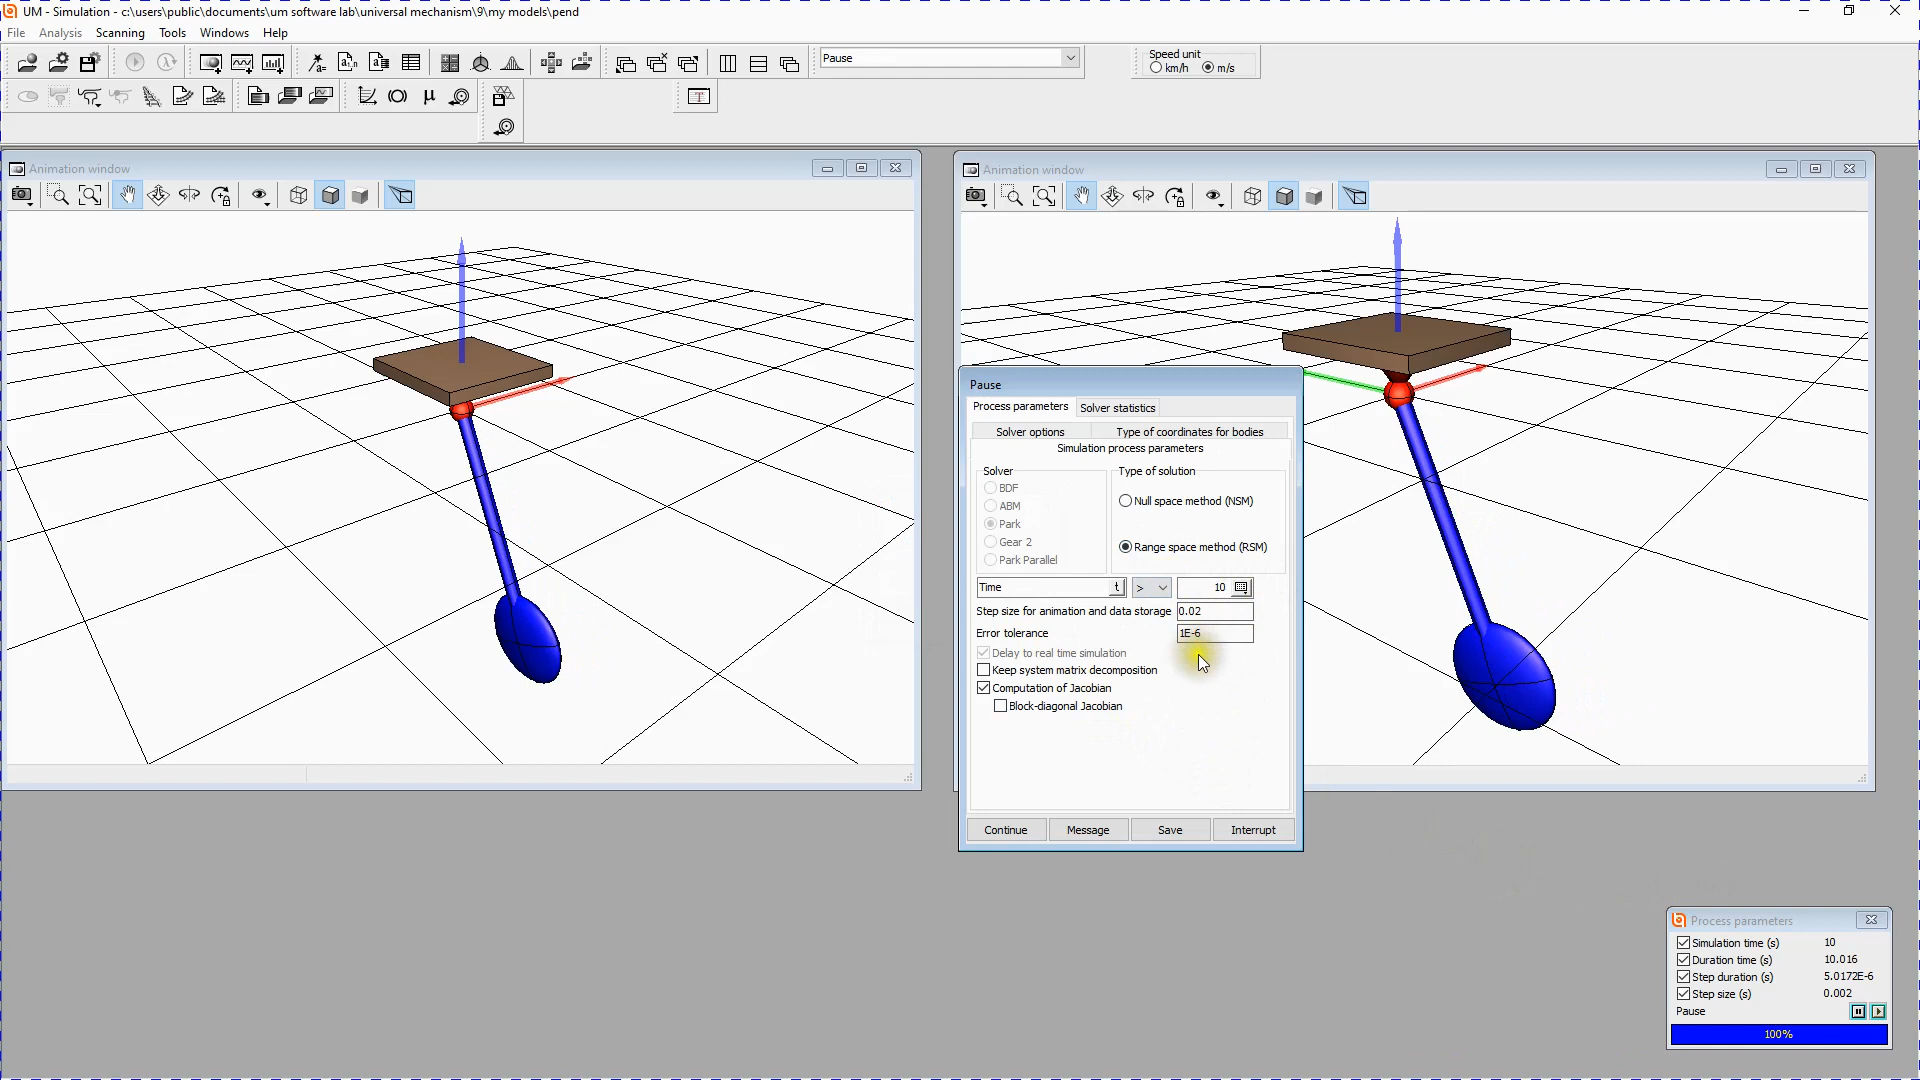 UM - Simulation - c:\users\public\documents\um software lab\universal mechanism\9\my models\pend
File Analysis Scanning Tools Windows Help
Pause
Speed unit
km/h m/s
Animation window
Animation window
Pause
Process parameters Solver statistics
Solver options Type of coordinates for bodies
Simulation process parameters
Solver Type of solution
BDF
Null space method (NSM)
ABM
Park
Gear 2
Range space method (RSM)
Park Parallel
Time t > 10
Step size for animation and data storage 0.02
Error tolerance 1E-6
Delay to real time simulation
Keep system matrix decomposition
Computation of Jacobian
Block-diagonal Jacobian
Continue Message Save Interrupt
Process parameters
Simulation time (s) 10
Duration time (s) 10.016
Step duration (s) 5.0172E-6
Step size (s) 0.002
Pause
100%